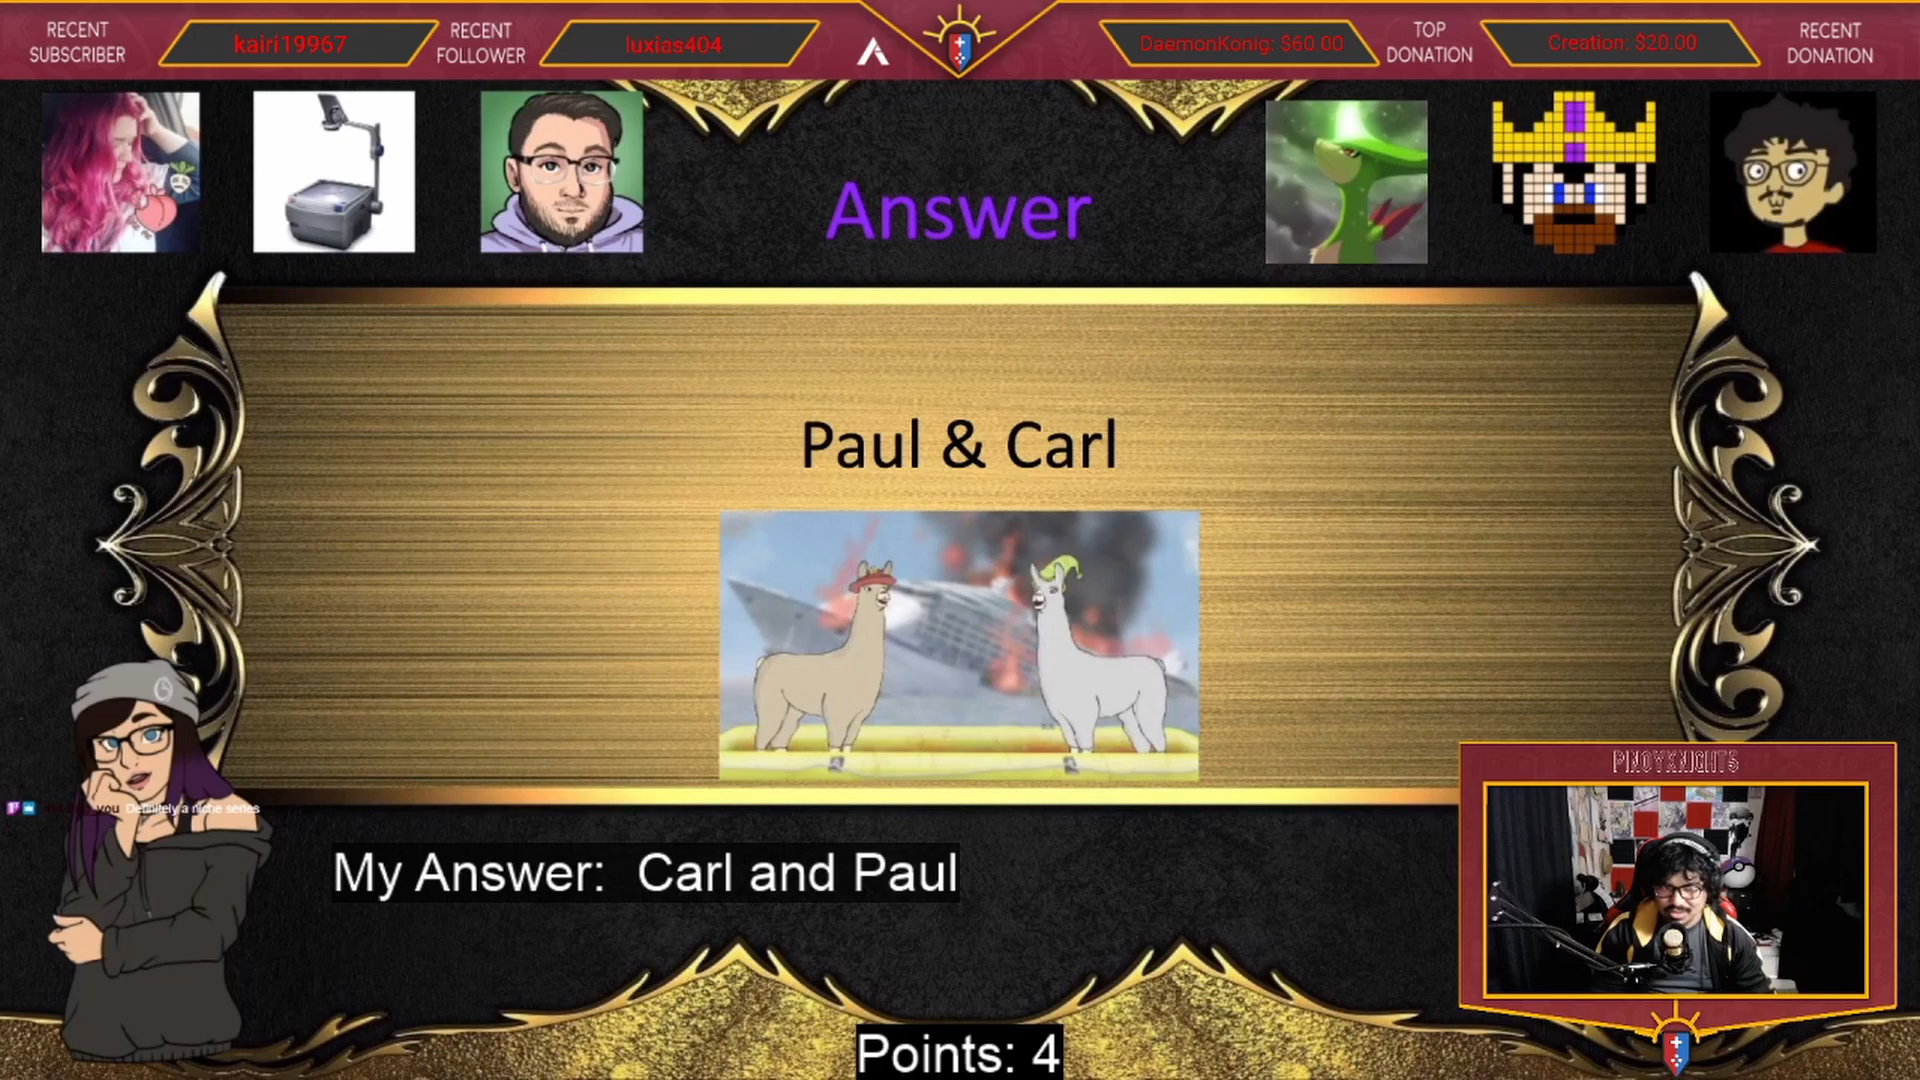 RECENT
SUBSCRIBER
kairi19967
RECENT
FOLLOWER
luxias404
DaemonKonig: $60.00
TOP
DONATION
Creation: $20.00
RECENT
DONATION
Answer
Paul & Carl
you Definitely a niche series
My Answer: Carl and Paul
PINOYKNIGHTS
Points: 4